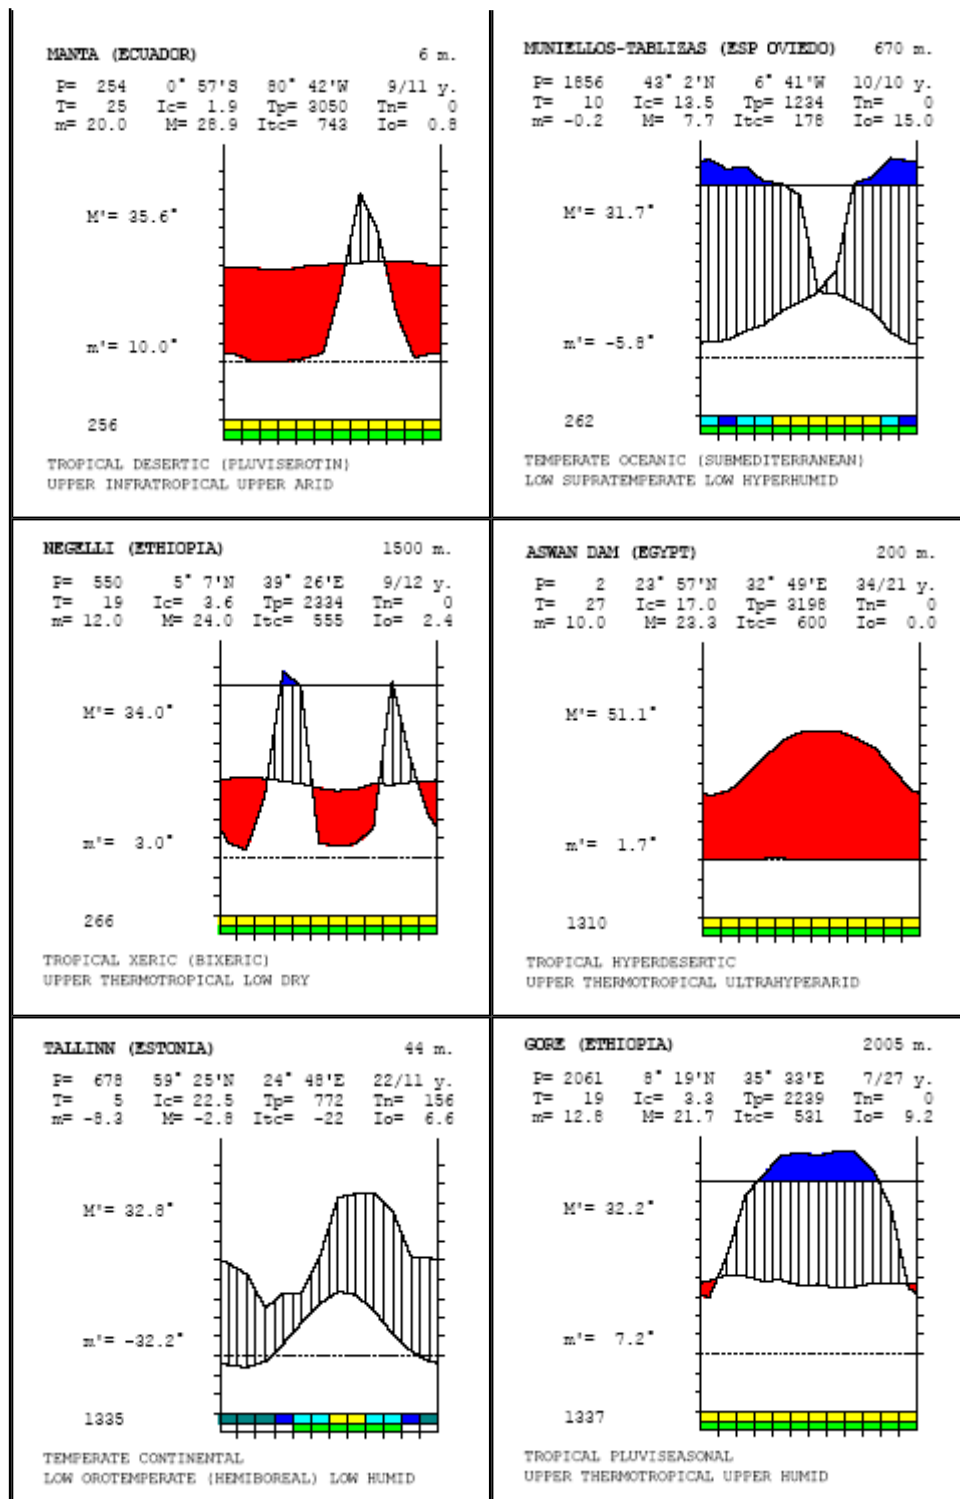 MANTA (ECUADOR) 6 m.
P= 254 0° 57'S 80° 42'W 9/11 y.
T= 25 Ic= 1.9 Tp= 3050 Tn= 0
m= 20.0 M= 28.9 Itc= 743 Io= 0.8
M'= 35.6°
m'= 10.0°
256
TROPICAL DESERTIC (PLUVISEROTIN)
UPPER INFRATROPICAL UPPER ARID
MUNIELLOS-TABLIZAS (ESP OVIEDO) 670 m.
P= 1856 43° 2'N 6° 41'W 10/10 y.
T= 10 Ic= 13.5 Tp= 1234 Tn= 0
m= -0.2 M= 7.7 Itc= 178 Io= 15.0
M'= 31.7°
m'= -5.8°
262
TEMPERATE OCEANIC (SUBMEDITERRANEAN)
LOW SUPRATEMPERATE LOW HYPERHUMID
NEGELLI (ETHIOPIA) 1500 m.
P= 550 5° 7'N 39° 26'E 9/12 y.
T= 19 Ic= 3.6 Tp= 2334 Tn= 0
m= 12.0 M= 24.0 Itc= 555 Io= 2.4
M'= 34.0°
m'= 3.0°
266
TROPICAL XERIC (BIXERIC)
UPPER THERMOTROPICAL LOW DRY
ASWAN DAM (EGYPT) 200 m.
P= 2 23° 57'N 32° 49'E 34/21 y.
T= 27 Ic= 17.0 Tp= 3198 Tn= 0
m= 10.0 M= 23.3 Itc= 600 Io= 0.0
M'= 51.1°
m'= 1.7°
1310
TROPICAL HYPERDESERTIC
UPPER THERMOTROPICAL ULTRAHYPERARID
TALLINN (ESTONIA) 44 m.
P= 678 59° 25'N 24° 48'E 22/11 y.
T= 5 Ic= 22.5 Tp= 772 Tn= 156
m= -8.3 M= -2.8 Itc= -22 Io= 6.6
M'= 32.8°
m'= -32.2°
1335
TEMPERATE CONTINENTAL
LOW OROTEMPERATE (HEMIBOREAL) LOW HUMID
GORE (ETHIOPIA) 2005 m.
P= 2061 8° 19'N 35° 33'E 7/27 y.
T= 19 Ic= 3.3 Tp= 2239 Tn= 0
m= 12.8 M= 21.7 Itc= 531 Io= 9.2
M'= 32.2°
m'= 7.2°
1337
TROPICAL PLUVISEASONAL
UPPER THERMOTROPICAL UPPER HUMID